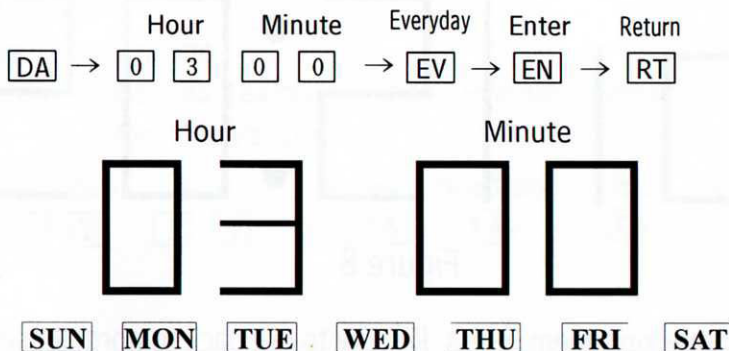 Hour Minute Everyday Enter Return
DA → 0 3 0 0 → EV → EN → RT
Hour Minute
03 00
SUN MON TUE WED THU FRI SAT